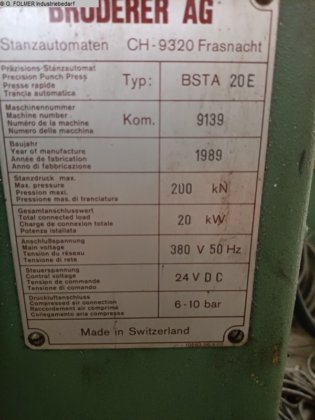 © O. FOLMER Industriebedarf
BRUDERER AG
Stanzautomaten CH-9320 Frasnacht
Präzisions-Stanzautomat
Precision Punch Press
Presse rapide
Trancia automatica
Typ: BSTA 20E
Maschinennummer
Machine number
Numéro de la machine
Numero della macchina
Kom. 9139
Baujahr
Year of manufacture
Année de fabrication
Anno di fabbricazione
1989
Stanzdruck max.
Max. pressure
Pression maxi.
Pressione mas. di tranciatura
200 kN
Gesamtanschlusswert
Total connected load
Charge de connexion totale
Potenza istallata
20 kW
Anschlußspannung
Main voltage
Tension du réseau
Tensione di rete
380 V 50 Hz
Steuerspannung
Control voltage
Tension de commande
Tensione di comando
24 V DC
Druckluftanschluss
Compressed air connection
Raccordement air comprimé
Collegamento aria compressa
6-10 bar
Made in Switzerland